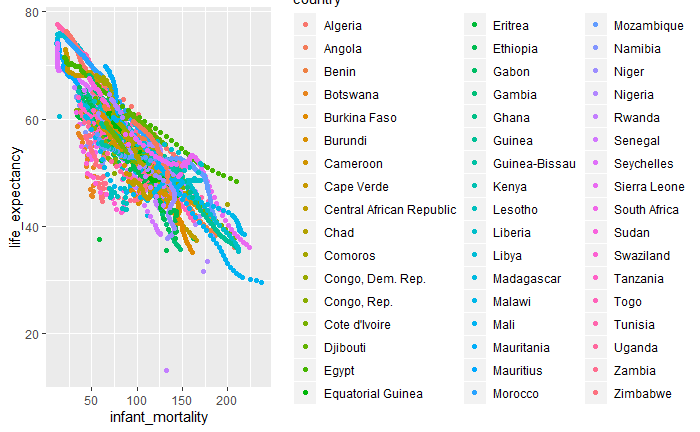 country
80
60
40
20
life_expectancy
50 100 150 200
infant_mortality
Algeria
Angola
Benin
Botswana
Burkina Faso
Burundi
Cameroon
Cape Verde
Central African Republic
Chad
Comoros
Congo, Dem. Rep.
Congo, Rep.
Cote d'Ivoire
Djibouti
Egypt
Equatorial Guinea
Eritrea
Ethiopia
Gabon
Gambia
Ghana
Guinea
Guinea-Bissau
Kenya
Lesotho
Liberia
Libya
Madagascar
Malawi
Mali
Mauritania
Mauritius
Morocco
Mozambique
Namibia
Niger
Nigeria
Rwanda
Senegal
Seychelles
Sierra Leone
South Africa
Sudan
Swaziland
Tanzania
Togo
Tunisia
Uganda
Zambia
Zimbabwe